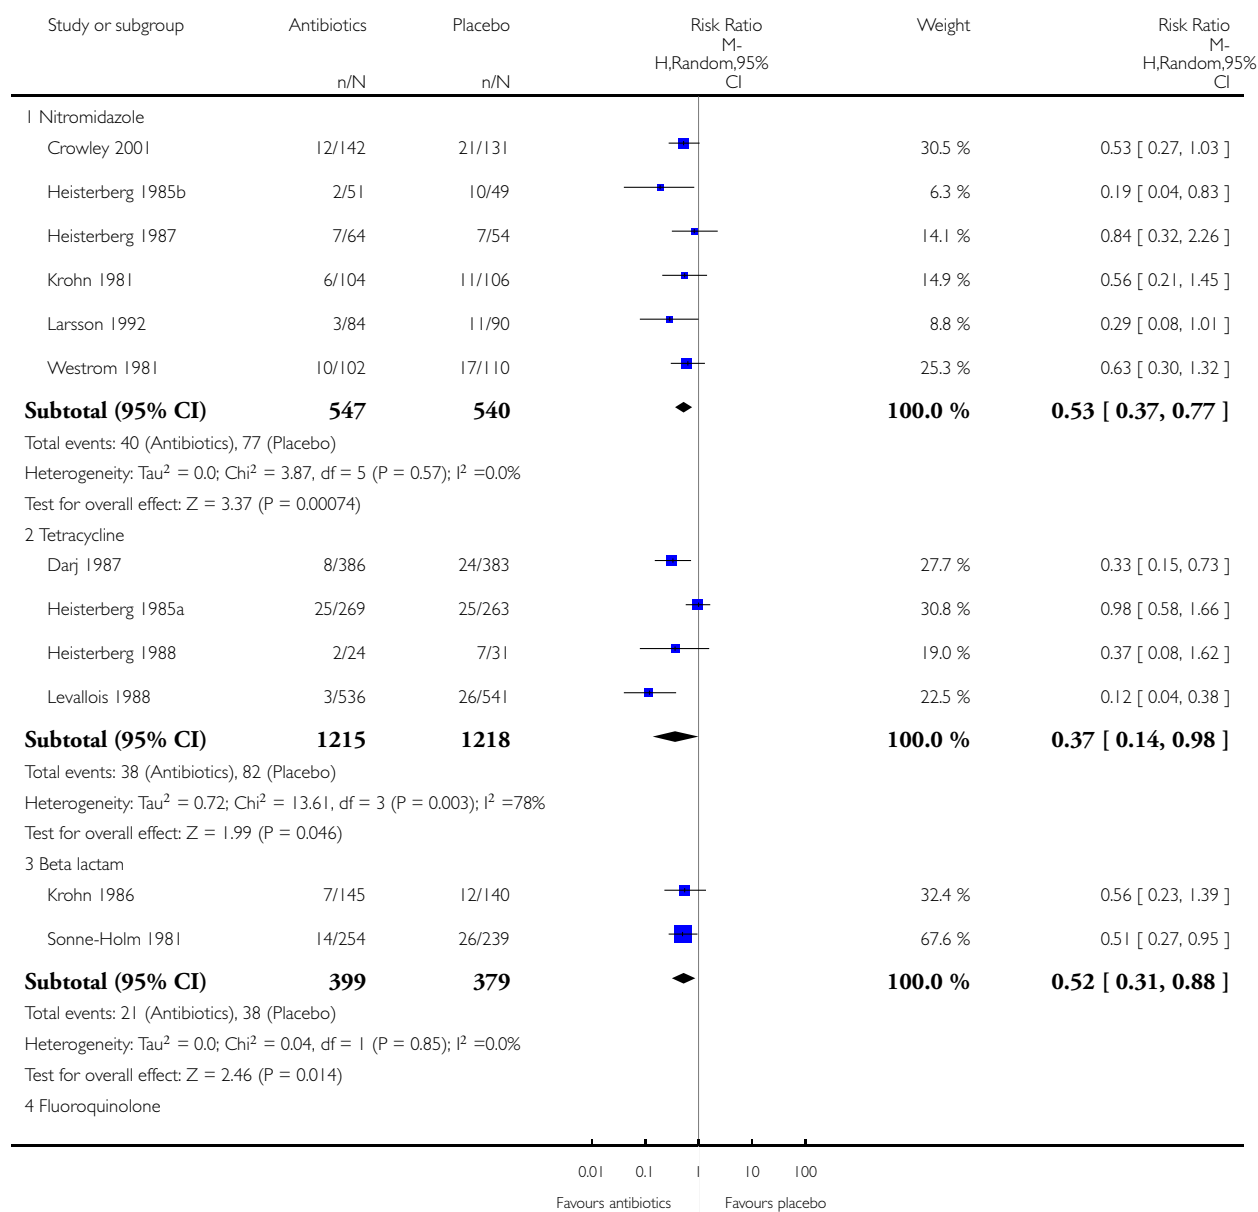 Study or subgroup Antibiotics Placebo Risk Ratio Weight Risk Ratio
M- M-
H,Random,95% H,Random,95%
n/N n/N CI CI
1 Nitromidazole
Crowley 2001 12/142 21/131 30.5 % 0.53 [ 0.27, 1.03 ]
Heisterberg 1985b 2/51 10/49 6.3 % 0.19 [ 0.04, 0.83 ]
Heisterberg 1987 7/64 7/54 14.1 % 0.84 [ 0.32, 2.26 ]
Krohn 1981 6/104 11/106 14.9 % 0.56 [ 0.21, 1.45 ]
Larsson 1992 3/84 11/90 8.8 % 0.29 [ 0.08, 1.01 ]
Westrom 1981 10/102 17/110 25.3 % 0.63 [ 0.30, 1.32 ]
Subtotal (95% CI) 547 540 100.0 % 0.53 [ 0.37, 0.77 ]
Total events: 40 (Antibiotics), 77 (Placebo)
Heterogeneity: Tau² = 0.0; Chi² = 3.87, df = 5 (P = 0.57); I² =0.0%
Test for overall effect: Z = 3.37 (P = 0.00074)
2 Tetracycline
Darj 1987 8/386 24/383 27.7 % 0.33 [ 0.15, 0.73 ]
Heisterberg 1985a 25/269 25/263 30.8 % 0.98 [ 0.58, 1.66 ]
Heisterberg 1988 2/24 7/31 19.0 % 0.37 [ 0.08, 1.62 ]
Levallois 1988 3/536 26/541 22.5 % 0.12 [ 0.04, 0.38 ]
Subtotal (95% CI) 1215 1218 100.0 % 0.37 [ 0.14, 0.98 ]
Total events: 38 (Antibiotics), 82 (Placebo)
Heterogeneity: Tau² = 0.72; Chi² = 13.61, df = 3 (P = 0.003); I² =78%
Test for overall effect: Z = 1.99 (P = 0.046)
3 Beta lactam
Krohn 1986 7/145 12/140 32.4 % 0.56 [ 0.23, 1.39 ]
Sonne-Holm 1981 14/254 26/239 67.6 % 0.51 [ 0.27, 0.95 ]
Subtotal (95% CI) 399 379 100.0 % 0.52 [ 0.31, 0.88 ]
Total events: 21 (Antibiotics), 38 (Placebo)
Heterogeneity: Tau² = 0.0; Chi² = 0.04, df = 1 (P = 0.85); I² =0.0%
Test for overall effect: Z = 2.46 (P = 0.014)
4 Fluoroquinolone
0.01 0.1 1 10 100
Favours antibiotics Favours placebo